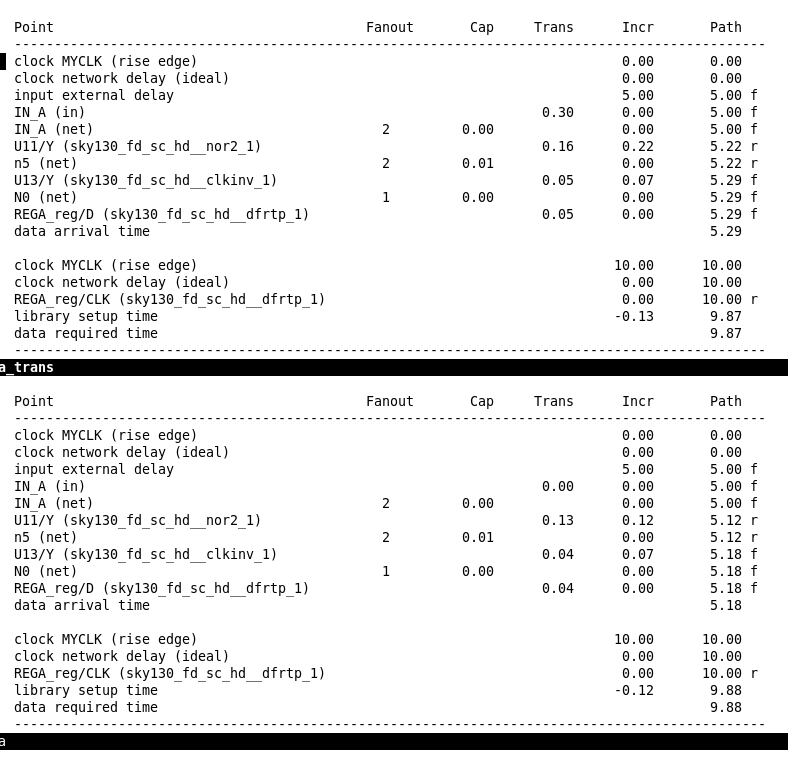 Point Fanout Cap Trans Incr Path
-----------------------------------------------------------------------------------------------
clock MYCLK (rise edge) 0.00 0.00
clock network delay (ideal) 0.00 0.00
input external delay 5.00 5.00 f
IN_A (in) 0.30 0.00 5.00 f
IN_A (net) 2 0.00 0.00 5.00 f
U11/Y (sky130_fd_sc_hd__nor2_1) 0.16 0.22 5.22 r
n5 (net) 2 0.01 0.00 5.22 r
U13/Y (sky130_fd_sc_hd__clkinv_1) 0.05 0.07 5.29 f
N0 (net) 1 0.00 0.00 5.29 f
REGA_reg/D (sky130_fd_sc_hd__dfrtp_1) 0.05 0.00 5.29 f
data arrival time 5.29
clock MYCLK (rise edge) 10.00 10.00
clock network delay (ideal) 0.00 10.00
REGA_reg/CLK (sky130_fd_sc_hd__dfrtp_1) 0.00 10.00 r
library setup time -0.13 9.87
data required time 9.87
-----------------------------------------------------------------------------------------------
a_trans
Point Fanout Cap Trans Incr Path
-----------------------------------------------------------------------------------------------
clock MYCLK (rise edge) 0.00 0.00
clock network delay (ideal) 0.00 0.00
input external delay 5.00 5.00 f
IN_A (in) 0.00 0.00 5.00 f
IN_A (net) 2 0.00 0.00 5.00 f
U11/Y (sky130_fd_sc_hd__nor2_1) 0.13 0.12 5.12 r
n5 (net) 2 0.01 0.00 5.12 r
U13/Y (sky130_fd_sc_hd__clkinv_1) 0.04 0.07 5.18 f
N0 (net) 1 0.00 0.00 5.18 f
REGA_reg/D (sky130_fd_sc_hd__dfrtp_1) 0.04 0.00 5.18 f
data arrival time 5.18
clock MYCLK (rise edge) 10.00 10.00
clock network delay (ideal) 0.00 10.00
REGA_reg/CLK (sky130_fd_sc_hd__dfrtp_1) 0.00 10.00 r
library setup time -0.12 9.88
data required time 9.88
-----------------------------------------------------------------------------------------------
a